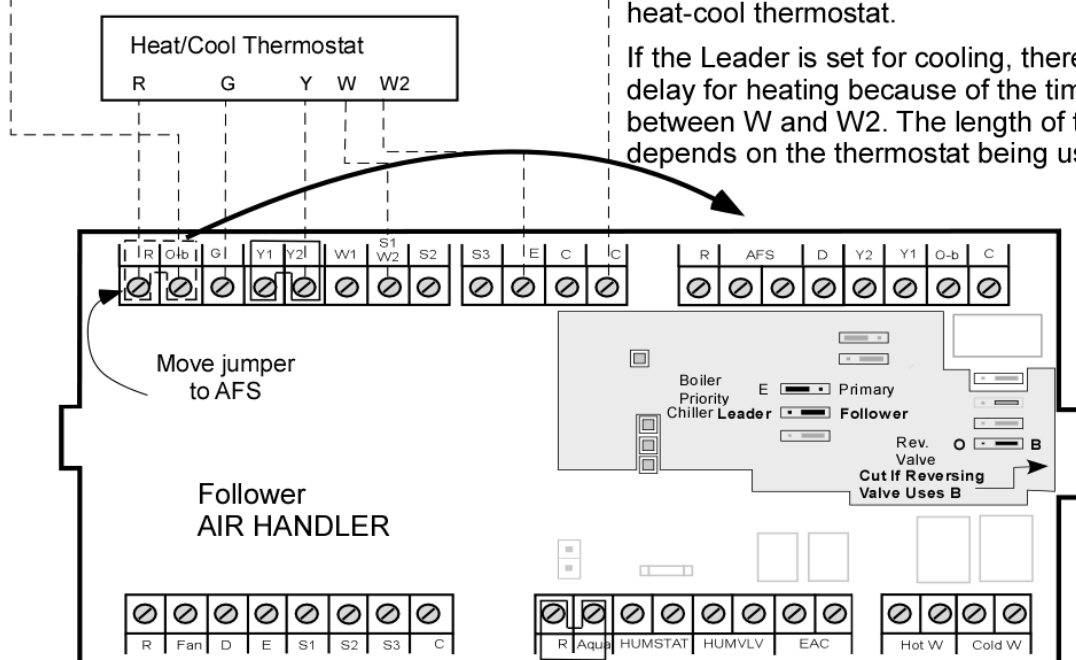 heat-cool thermostat.
If the Leader is set for cooling, there
delay for heating because of the tim
between W and W2. The length of t
depends on the thermostat being us
Heat/Cool Thermostat
R G Y W W2
R O-b G Y1 Y2 W1 S1 W2 S2 S3 E C C R AFS D Y2 Y1 O-b C
Move jumper
to AFS
Boiler
Priority
Chiller
E Primary
Leader Follower
Rev.
Valve
O B
Cut If Reversing
Valve Uses B
Follower
AIR HANDLER
R Fan D E S1 S2 S3 C R Aqua HUMSTAT HUMVLV EAC Hot W Cold W